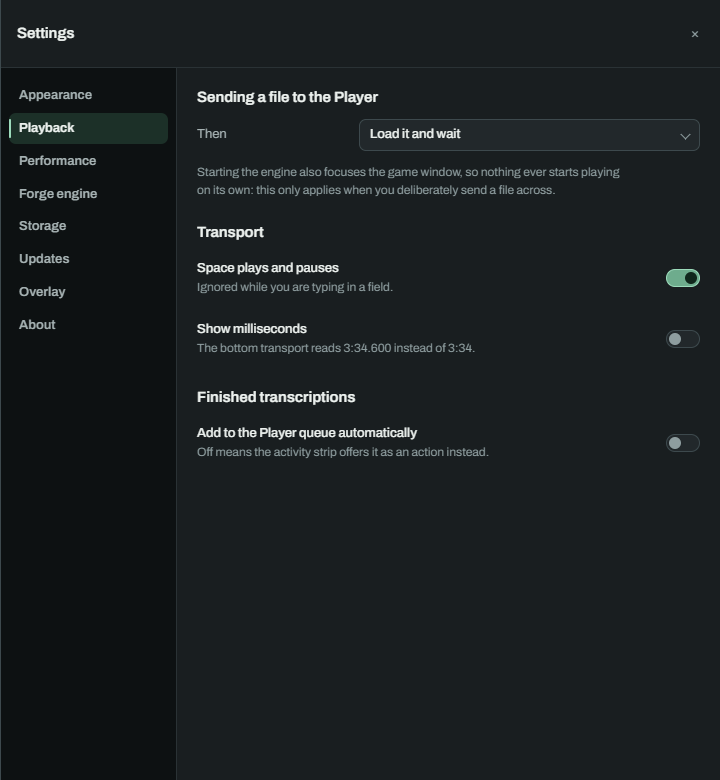 Settings
×
Appearance
Playback
Performance
Forge engine
Storage
Updates
Overlay
About
Sending a file to the Player
Then
Load it and wait
Starting the engine also focuses the game window, so nothing ever starts playing
on its own: this only applies when you deliberately send a file across.
Transport
Space plays and pauses
Ignored while you are typing in a field.
Show milliseconds
The bottom transport reads 3:34.600 instead of 3:34.
Finished transcriptions
Add to the Player queue automatically
Off means the activity strip offers it as an action instead.